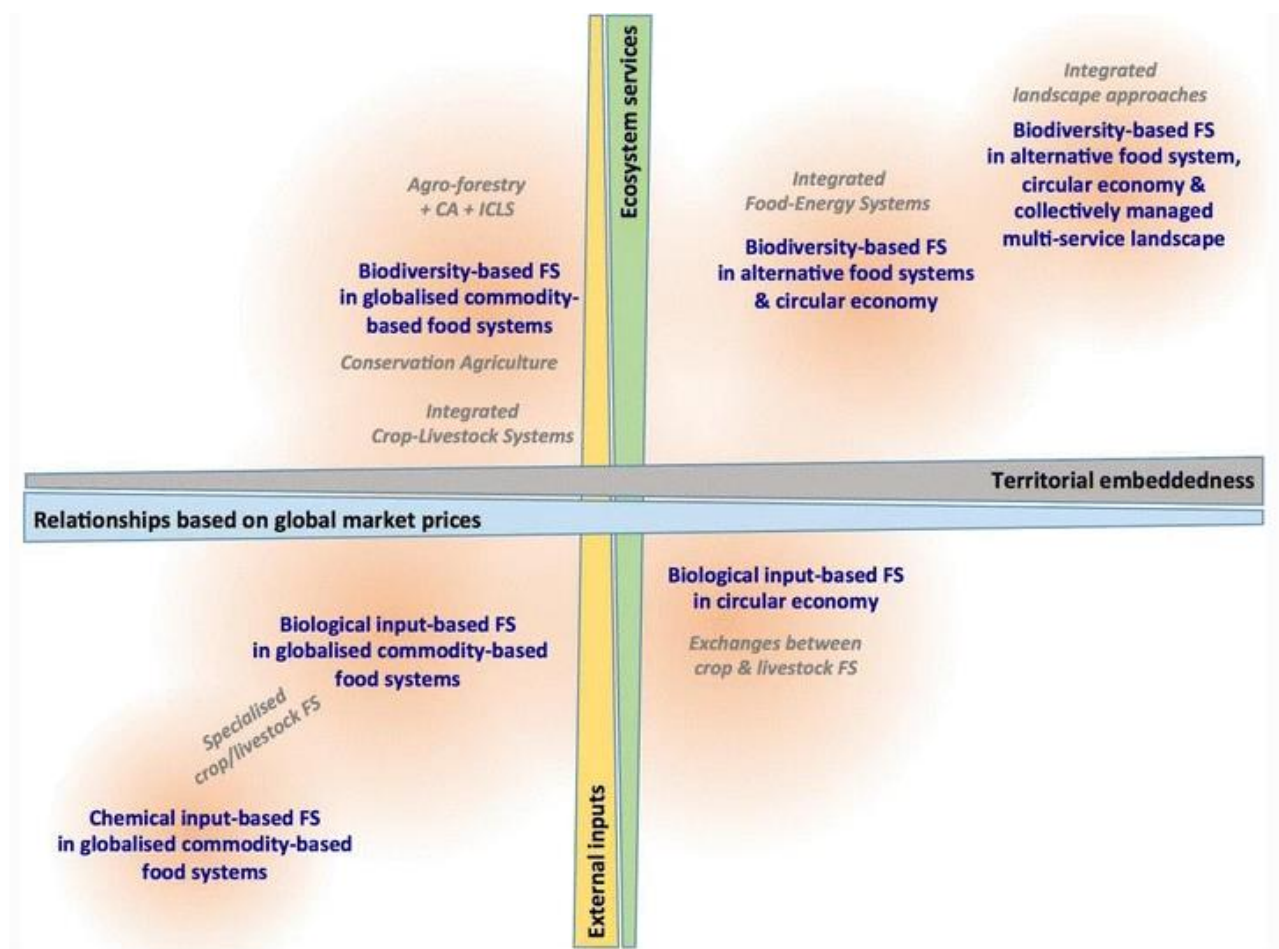 Ecosystem services
Integrated
landscape approaches
Biodiversity-based FS
in alternative food system,
circular economy &
collectively managed
multi-service landscape
Agro-forestry
+ CA + ICLS
Integrated
Food-Energy Systems
Biodiversity-based FS
in alternative food systems
& circular economy
Biodiversity-based FS
in globalised commodity-
based food systems
Conservation Agriculture
Integrated
Crop-Livestock Systems
Territorial embeddedness
Relationships based on global market prices
Biological input-based FS
in circular economy
Exchanges between
crop & livestock FS
Biological input-based FS
in globalised commodity-based
food systems
Specialised
crop/livestock FS
Chemical input-based FS
in globalised commodity-based
food systems
External inputs